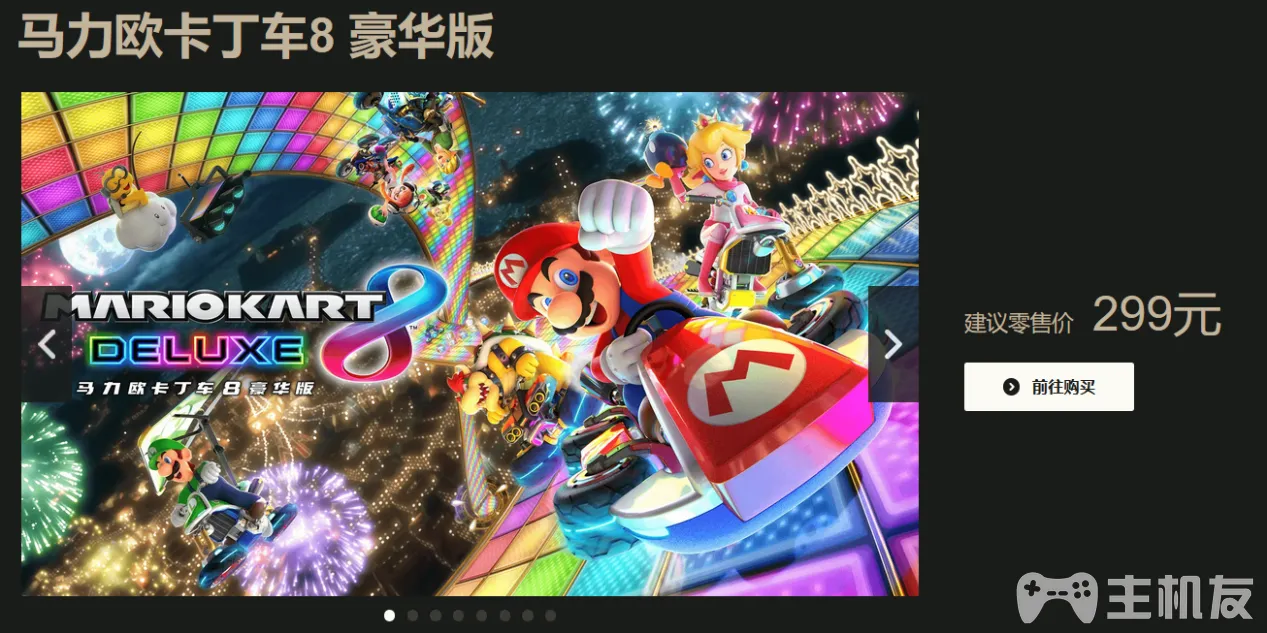 马力欧卡丁车8 豪华版
MARIOKART 8
DELUXE
™
马力欧卡丁车8豪华版
建议零售价 299元
前往购买
主机友